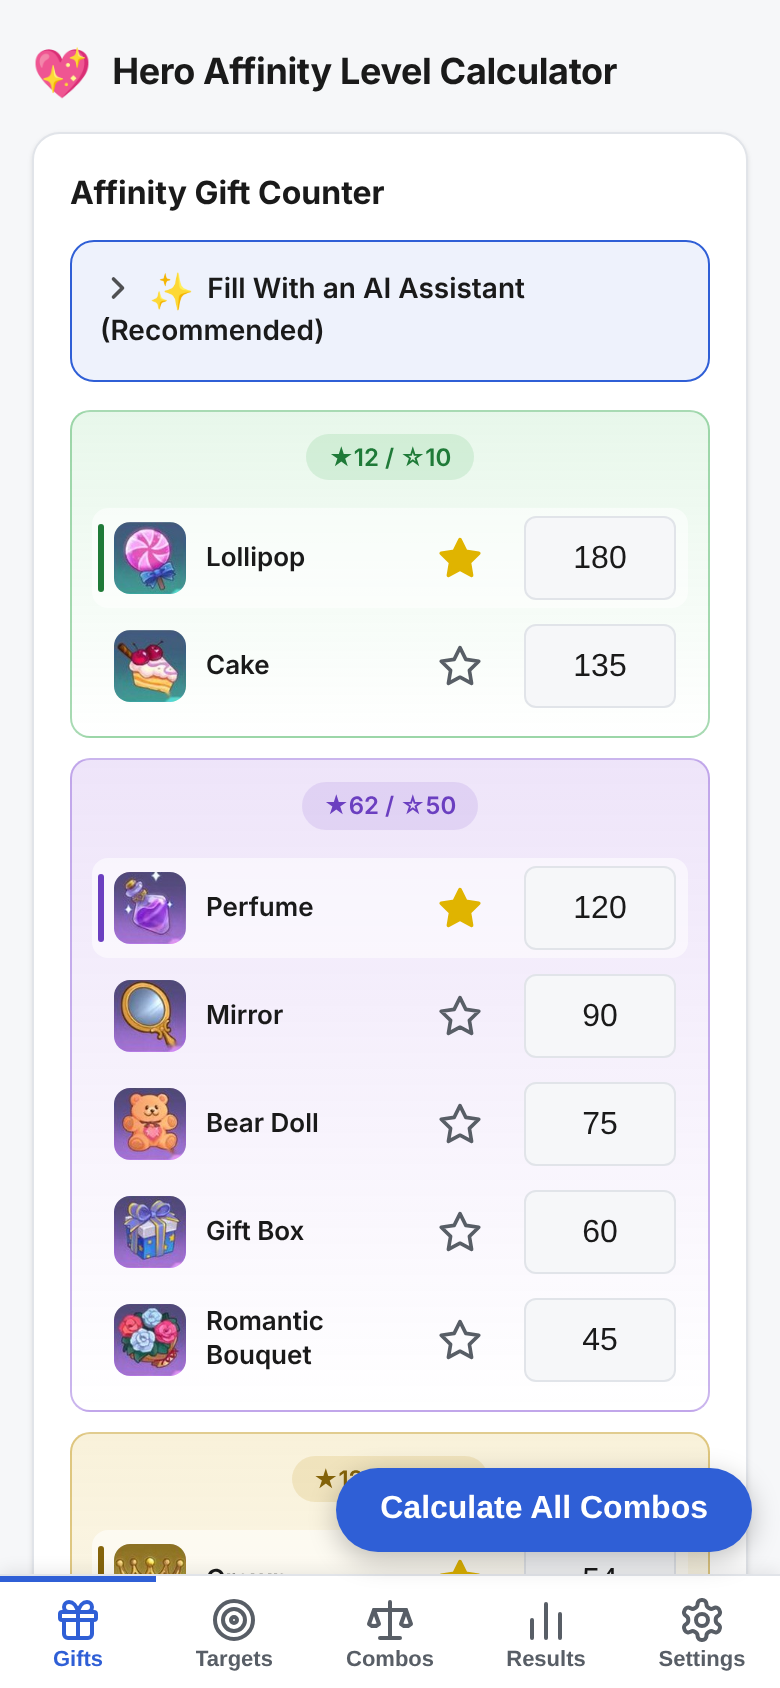 Hero Affinity Level Calculator
Affinity Gift Counter
Fill With an AI Assistant
(Recommended)
★12 / ☆10
Lollipop
180
Cake
135
★62 / ☆50
Perfume
120
Mirror
90
Bear Doll
75
Gift Box
60
Romantic
Bouquet
45
Calculate All Combos
Gifts
Targets
Combos
Results
Settings